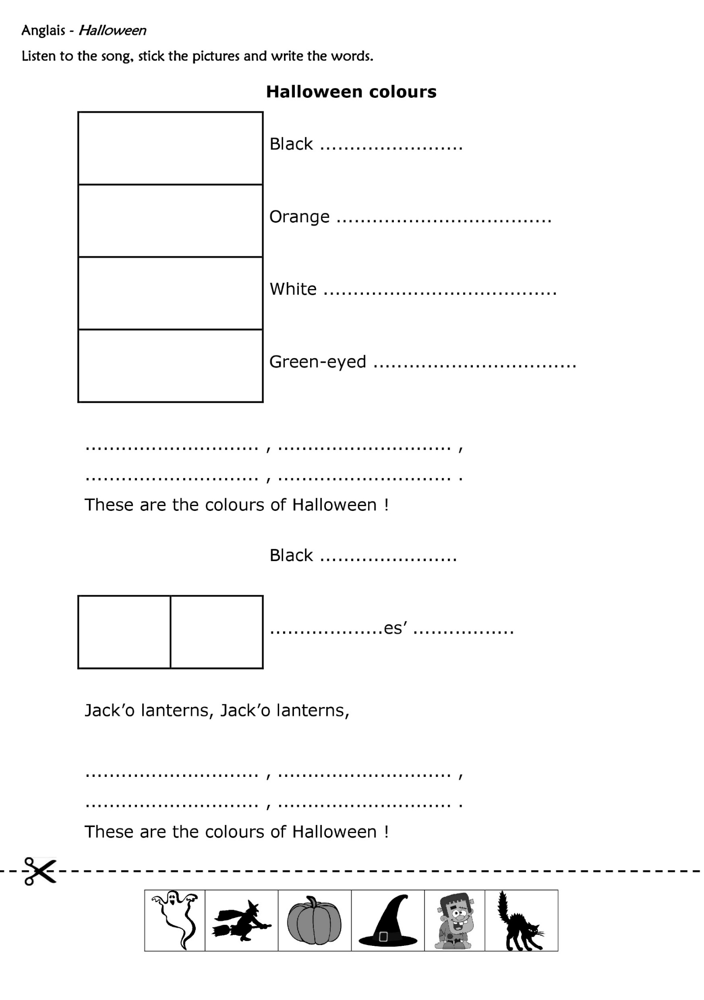 Anglais - Halloween
Listen to the song, stick the pictures and write the words.
Halloween colours
Black ........................
Orange ....................................
White .......................................
Green-eyed ..................................
............................. , ............................. ,
............................. , ............................. .
These are the colours of Halloween !
Black .......................
...................es’ .................
Jack’o lanterns, Jack’o lanterns,
............................. , ............................. ,
............................. , ............................. .
These are the colours of Halloween !